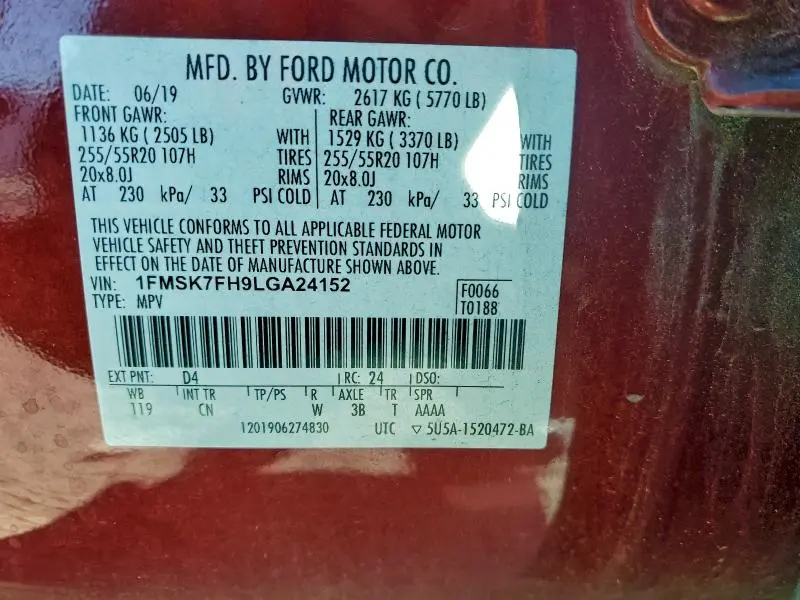 MFD. BY FORD MOTOR CO.
DATE: 06/19 GVWR: 2617 KG ( 5770 LB)
FRONT GAWR: REAR GAWR:
1136 KG ( 2505 LB) WITH 1529 KG ( 3370 LB) WITH
255/55R20 107H TIRES 255/55R20 107H TIRES
20x8.0J RIMS 20x8.0J RIMS
AT 230 kPa/ 33 PSI COLD AT 230 kPa/ 33 PSI COLD
THIS VEHICLE CONFORMS TO ALL APPLICABLE FEDERAL MOTOR
VEHICLE SAFETY AND THEFT PREVENTION STANDARDS IN
EFFECT ON THE DATE OF MANUFACTURE SHOWN ABOVE.
VIN: 1FMSK7FH9LGA24152 F0066
TYPE: MPV T0188
EXT PNT: D4 RC: 24 DSO:
WB INT TR TP/PS R AXLE TR SPR
119 CN W 3B T AAAA
1201906274830 UTC ▽ 5U5A-1520472-BA